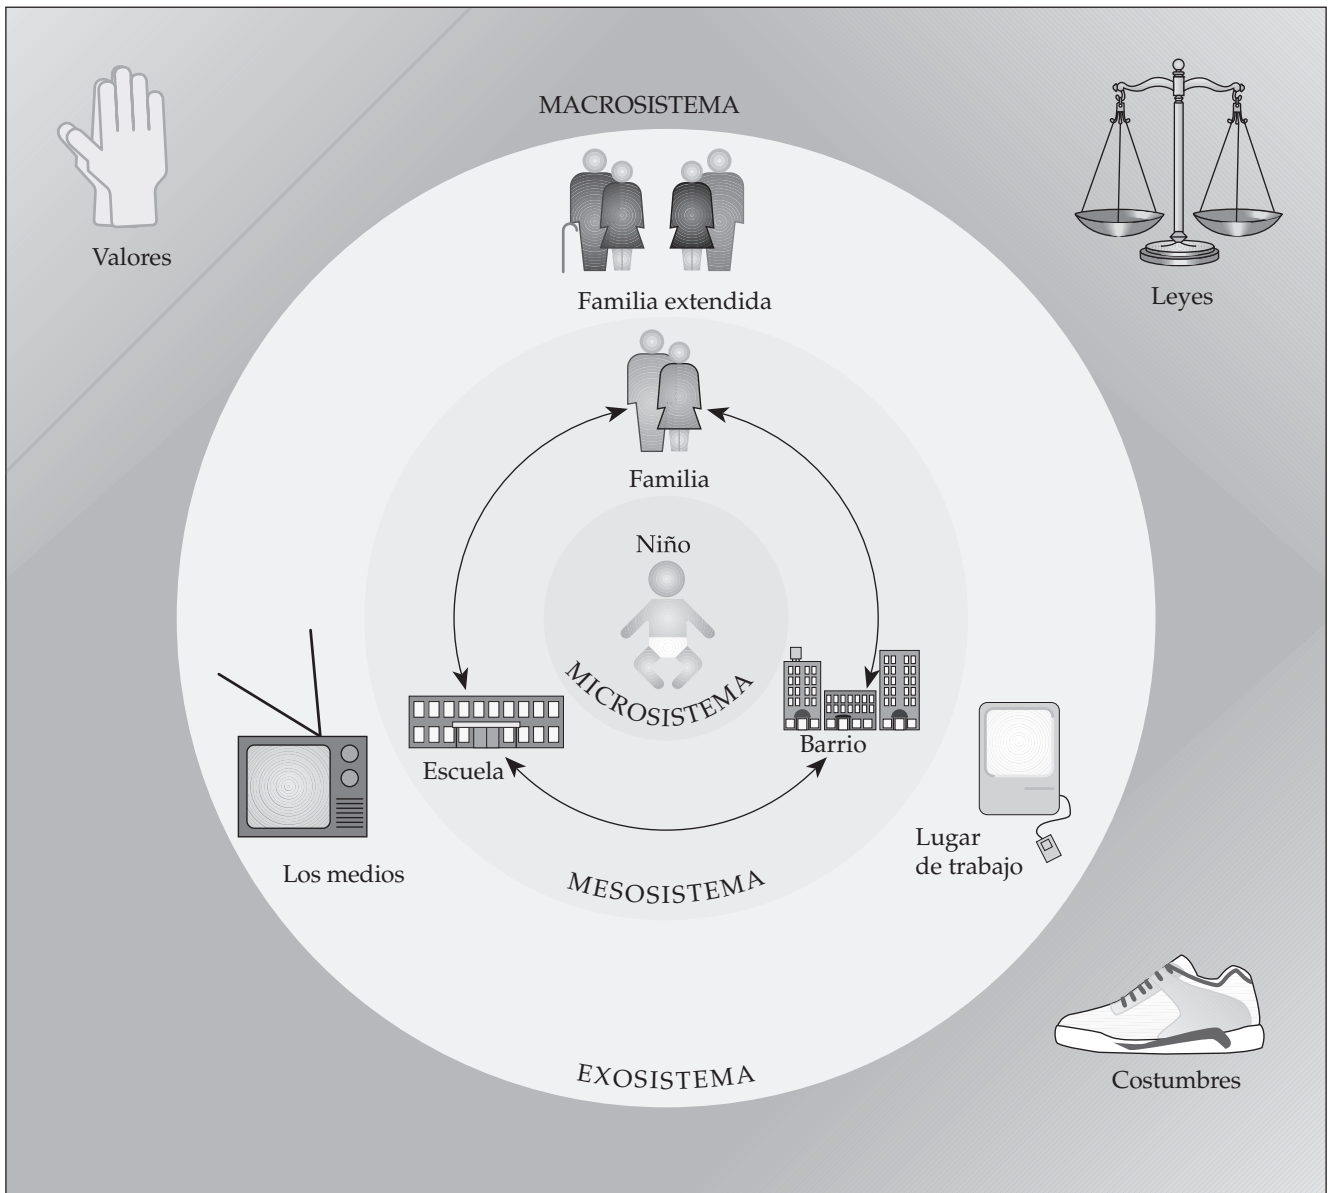 MACROSISTEMA
Valores
Leyes
Familia extendida
Familia
Niño
MICROSISTEMA
Escuela
Barrio
Los medios
Lugar
de trabajo
MESOSISTEMA
EXOSISTEMA
Costumbres